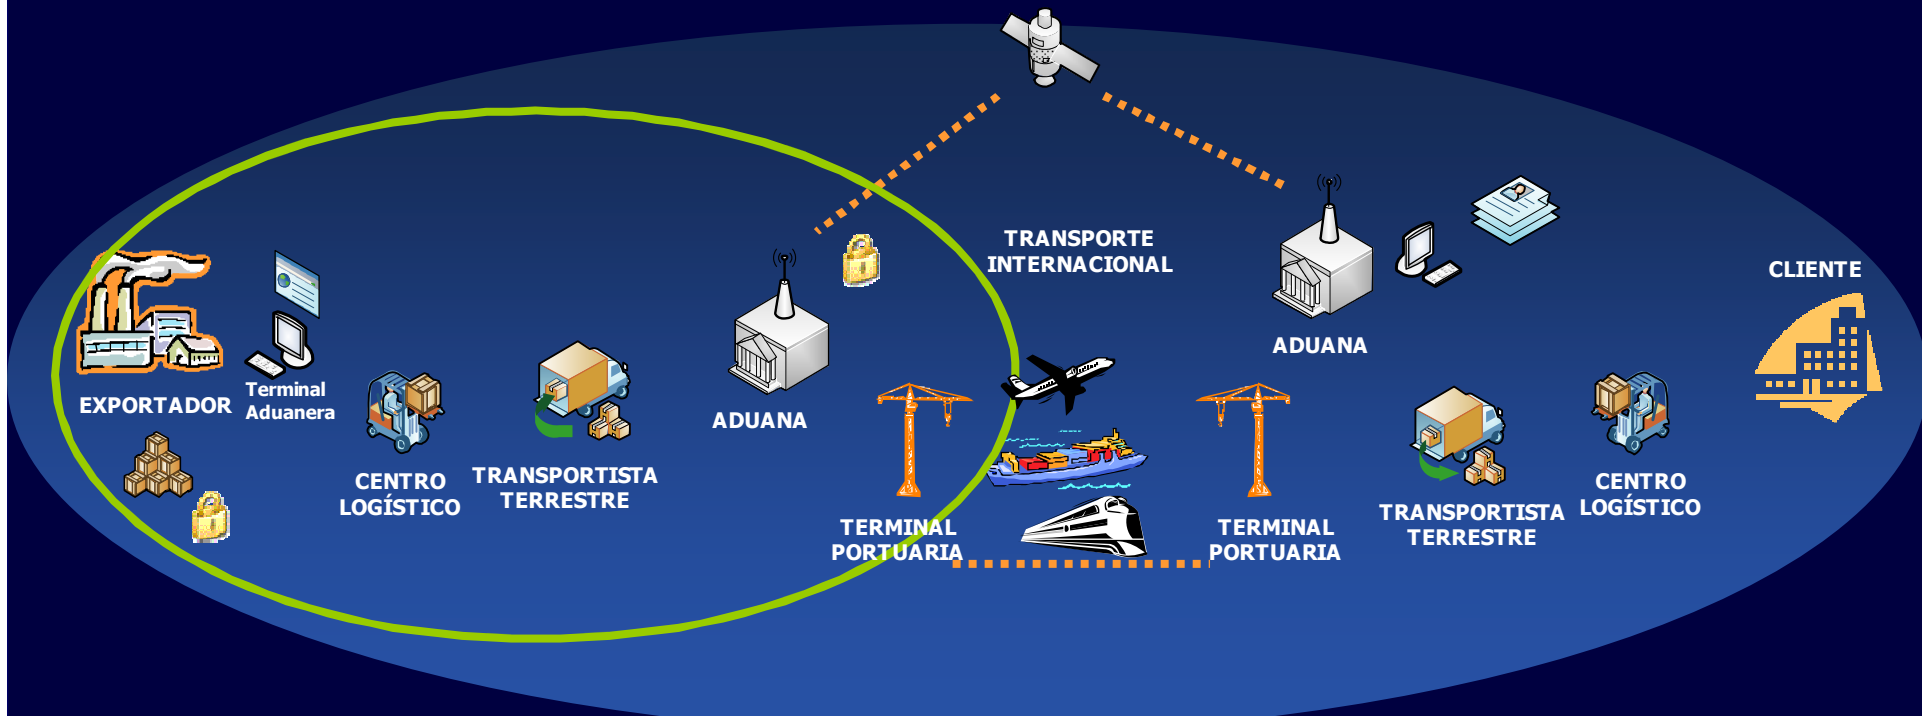 EXPORTADOR
Terminal
Aduanera
CENTRO
LOGÍSTICO
TRANSPORTISTA
TERRESTRE
ADUANA
TERMINAL
PORTUARIA
TRANSPORTE
INTERNACIONAL
TERMINAL
PORTUARIA
ADUANA
TRANSPORTISTA
TERRESTRE
CENTRO
LOGÍSTICO
CLIENTE